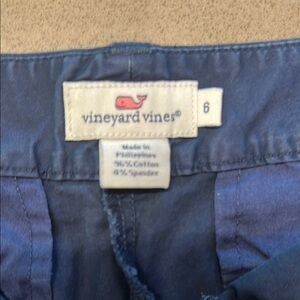 vineyard vines®
6
Made in
Philippines
96% Cotton
4% Spandex